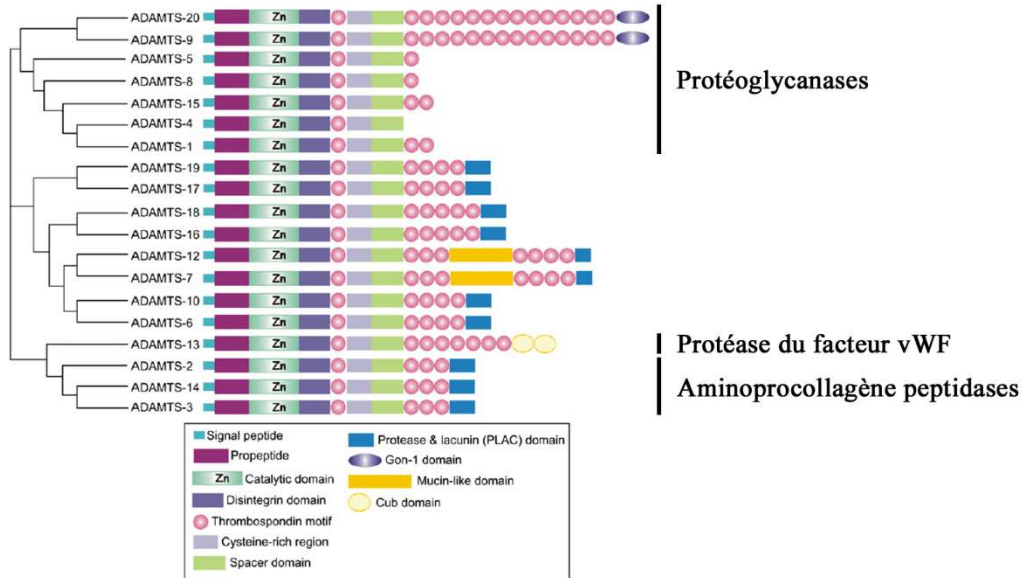 ADAMTS-20 Zn
ADAMTS-9 Zn
ADAMTS-5 Zn
ADAMTS-8 Zn
Protéoglycanases
ADAMTS-15 Zn
ADAMTS-4 Zn
ADAMTS-1 Zn
ADAMTS-19 Zn
ADAMTS-17 Zn
ADAMTS-18 Zn
ADAMTS-16 Zn
ADAMTS-12 Zn
ADAMTS-7 Zn
ADAMTS-10 Zn
ADAMTS-6 Zn
ADAMTS-13 Zn Protéase du facteur vWF
ADAMTS-2 Zn
ADAMTS-14 Zn Aminoprocollagène peptidases
ADAMTS-3 Zn
Signal peptide
Propeptide
Zn Catalytic domain
Disintegrin domain
Thrombospondin motif
Cysteine-rich region
Spacer domain
Protease & lacunin (PLAC) domain
Gon-1 domain
Mucin-like domain
Cub domain